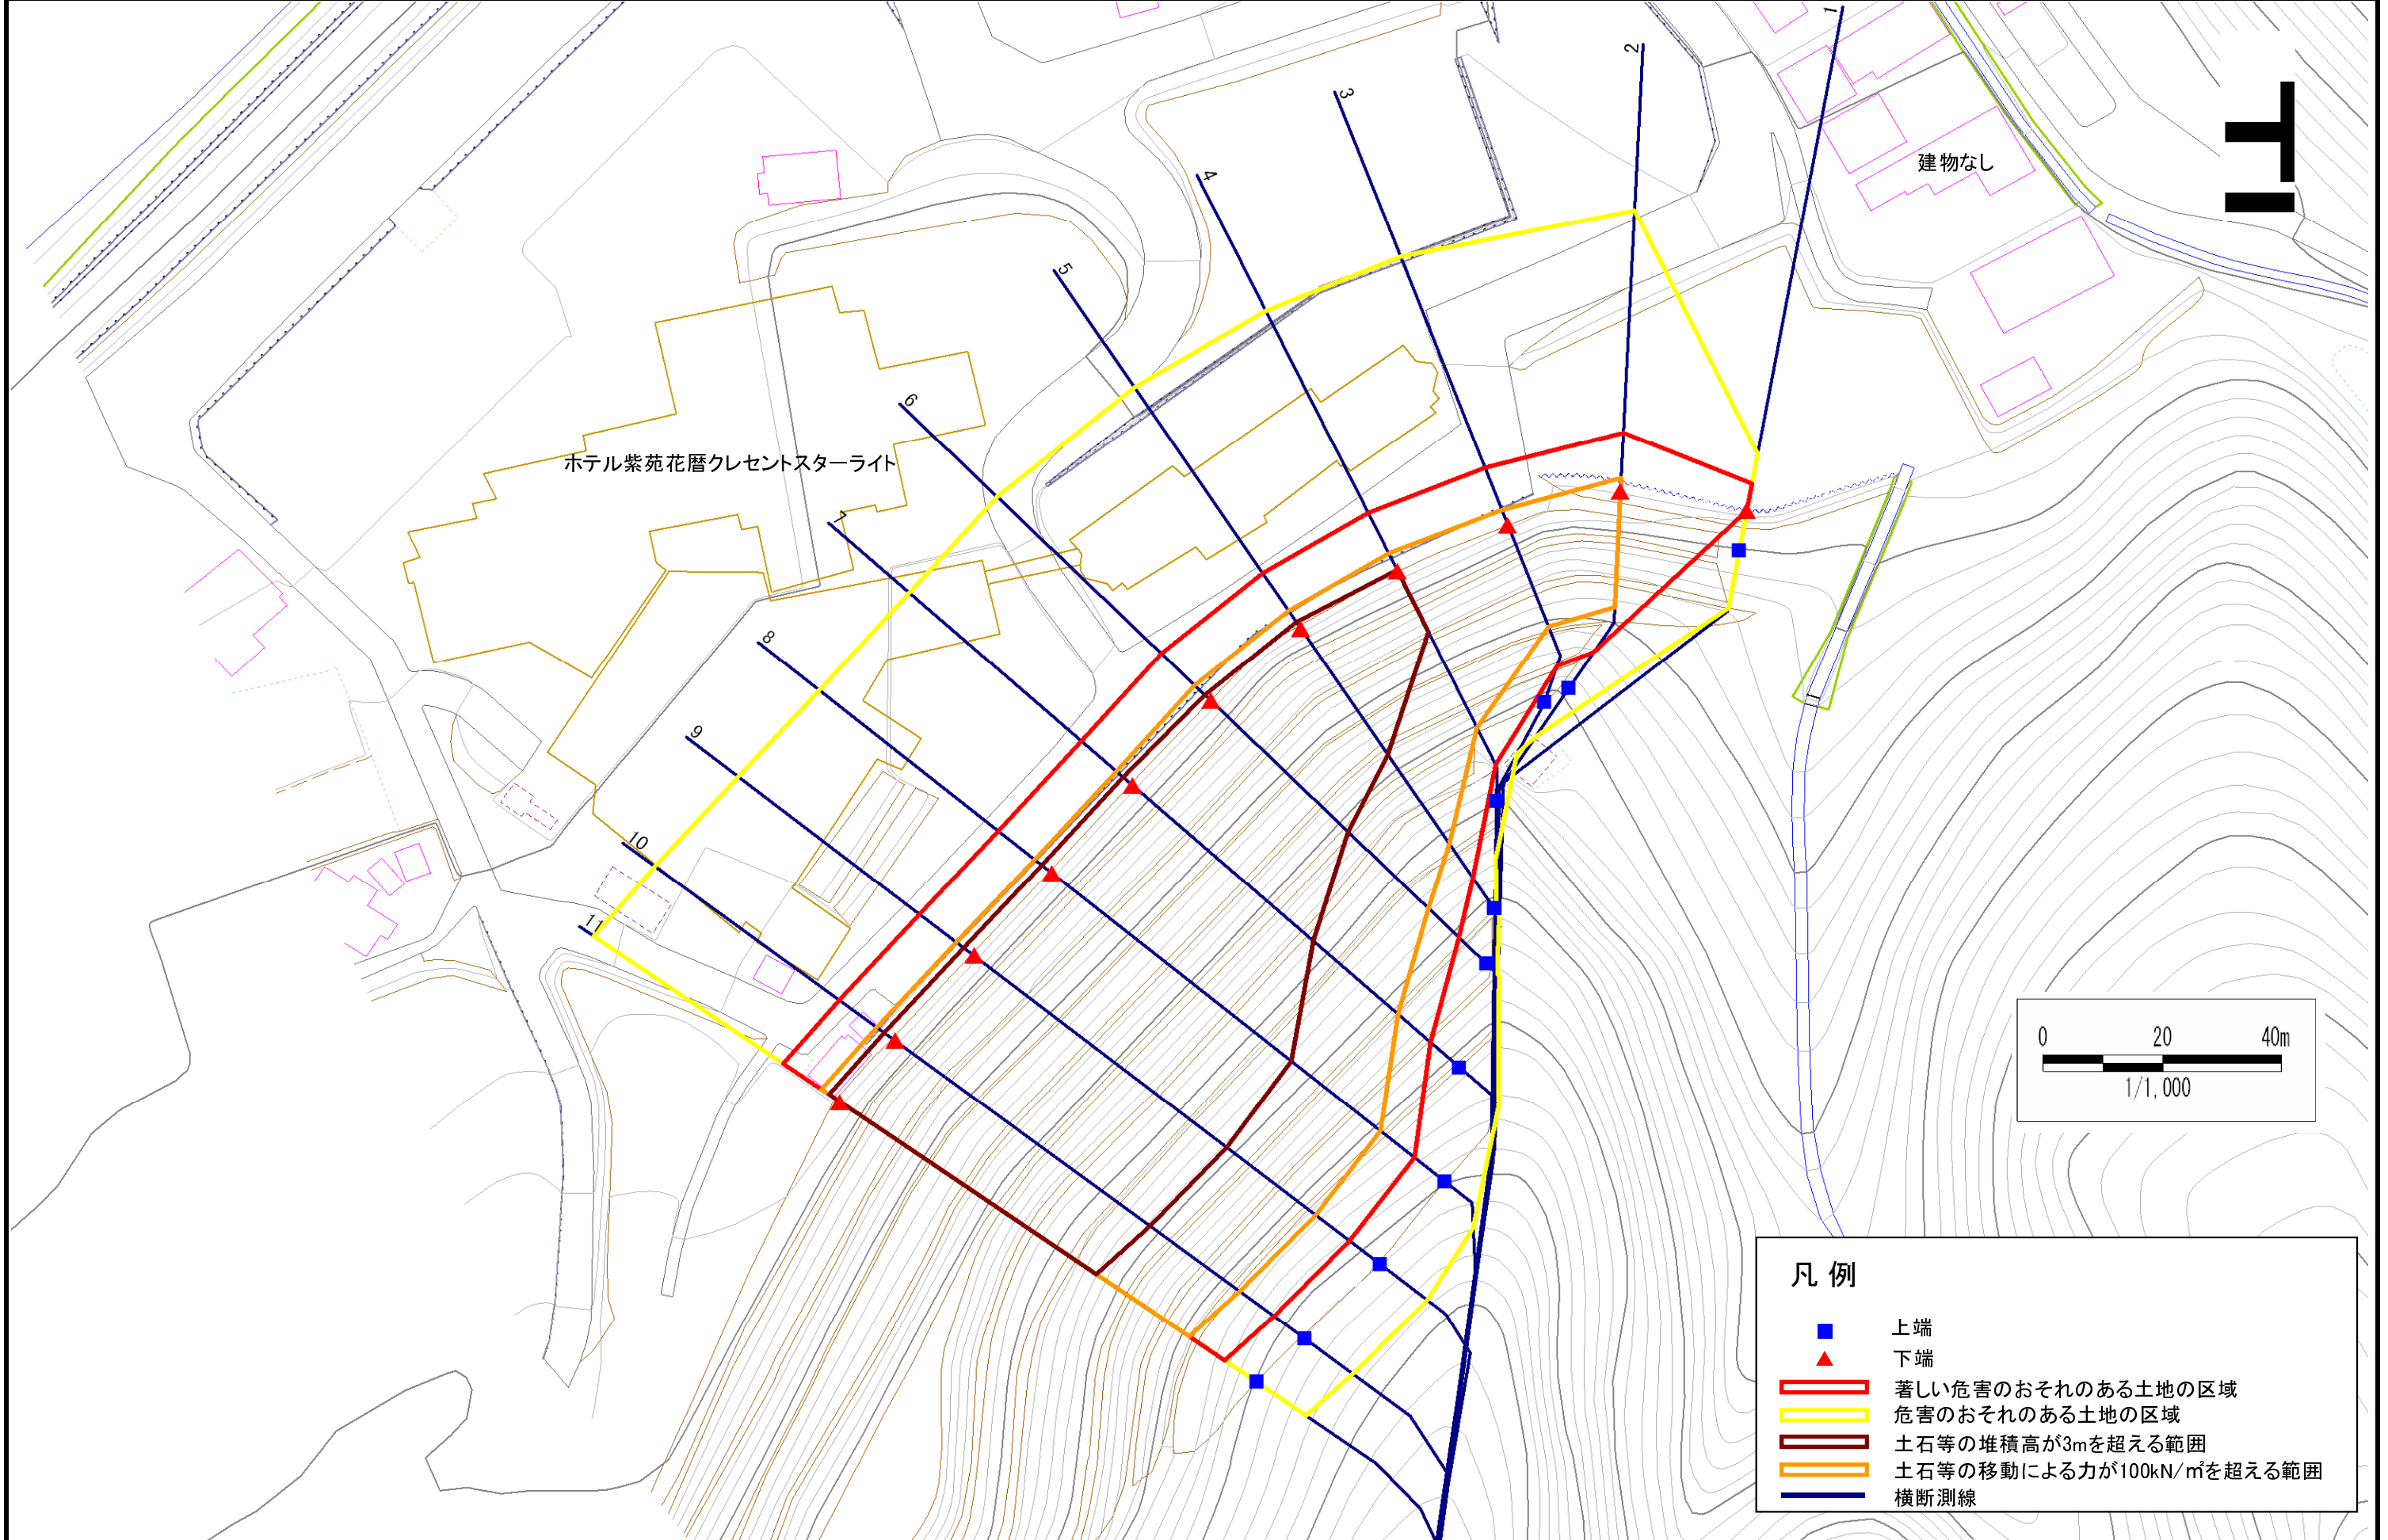 1
2
3
4
5
6
7
8
9
10
11
建物なし
ホテル紫苑花暦クレセントスターライト
0 20 40m
1/1,000
凡 例
上端
下端
著しい危害のおそれのある土地の区域
危害のおそれのある土地の区域
土石等の堆積高が3mを超える範囲
土石等の移動による力が100kN/㎡を超える範囲
横断測線